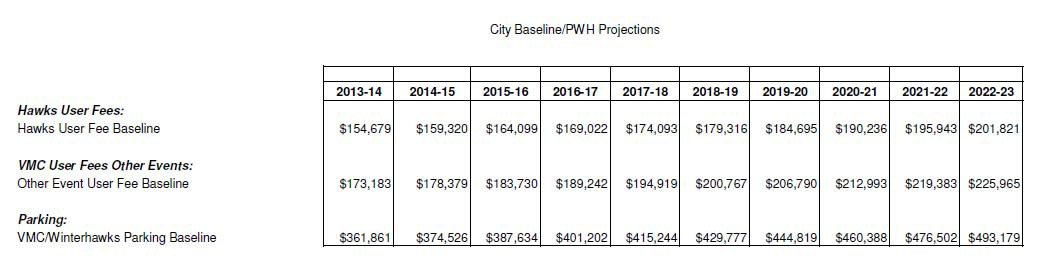 City Baseline/PWH Projections
2013-14 2014-15 2015-16 2016-17 2017-18 2018-19 2019-20 2020-21 2021-22 2022-23
Hawks User Fees:
Hawks User Fee Baseline $154,679 $159,320 $164,099 $169,022 $174,093 $179,316 $184,695 $190,236 $195,943 $201,821
VMC User Fees Other Events:
Other Event User Fee Baseline $173,183 $178,379 $183,730 $189,242 $194,919 $200,767 $206,790 $212,993 $219,383 $225,965
Parking:
VMC/Winterhawks Parking Baseline $361,861 $374,526 $387,634 $401,202 $415,244 $429,777 $444,819 $460,388 $476,502 $493,179